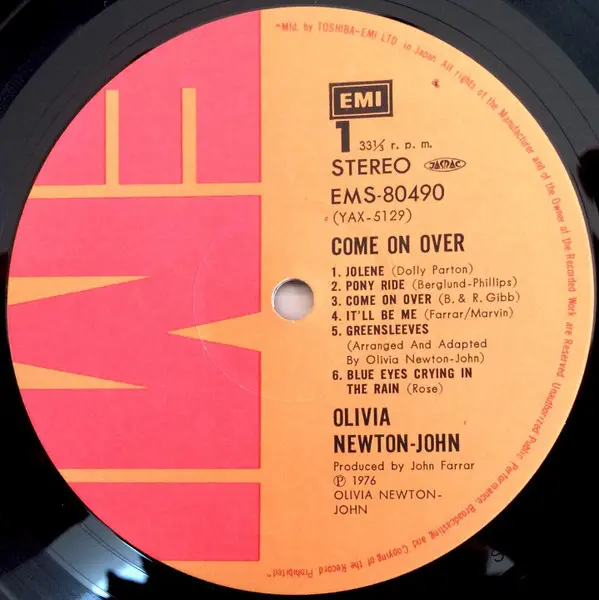 EMI
*Mfd. by TOSHIBA-EMI LTD. in Japan. All rights of the Manufacturer and of the Owner of the Recorded Work are Reserved. Unauthorized Public Performance, Broadcasting and Copying of the Record Prohibited*
EMI
1 33⅓ r. p. m.
STEREO JASRAC
EMS-80490
(YAX-5129)
COME ON OVER
1. JOLENE (Dolly Parton)
2. PONY RIDE (Berglund-Phillips)
3. COME ON OVER (B. & R. Gibb)
4. IT'LL BE ME (Farrar/Marvin)
5. GREENSLEEVES
(Arranged And Adapted
By Olivia Newton-John)
6. BLUE EYES CRYING IN
THE RAIN (Rose)
OLIVIA
NEWTON-JOHN
Produced by John Farrar
Ⓟ 1976
OLIVIA NEWTON-
JOHN